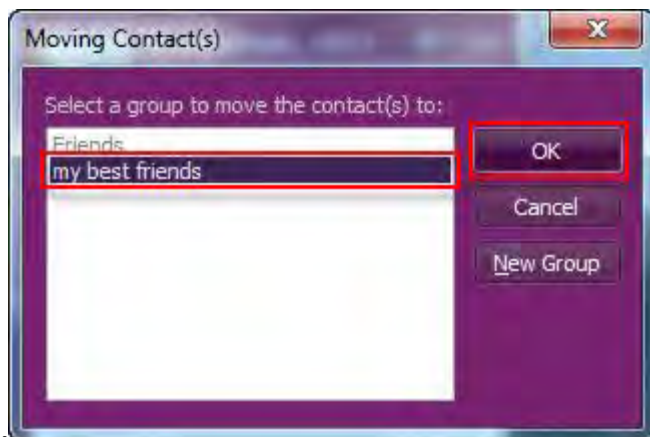 Moving Contact(s)
Select a group to move the contact(s) to:
Friends
my best friends
OK
Cancel
New Group